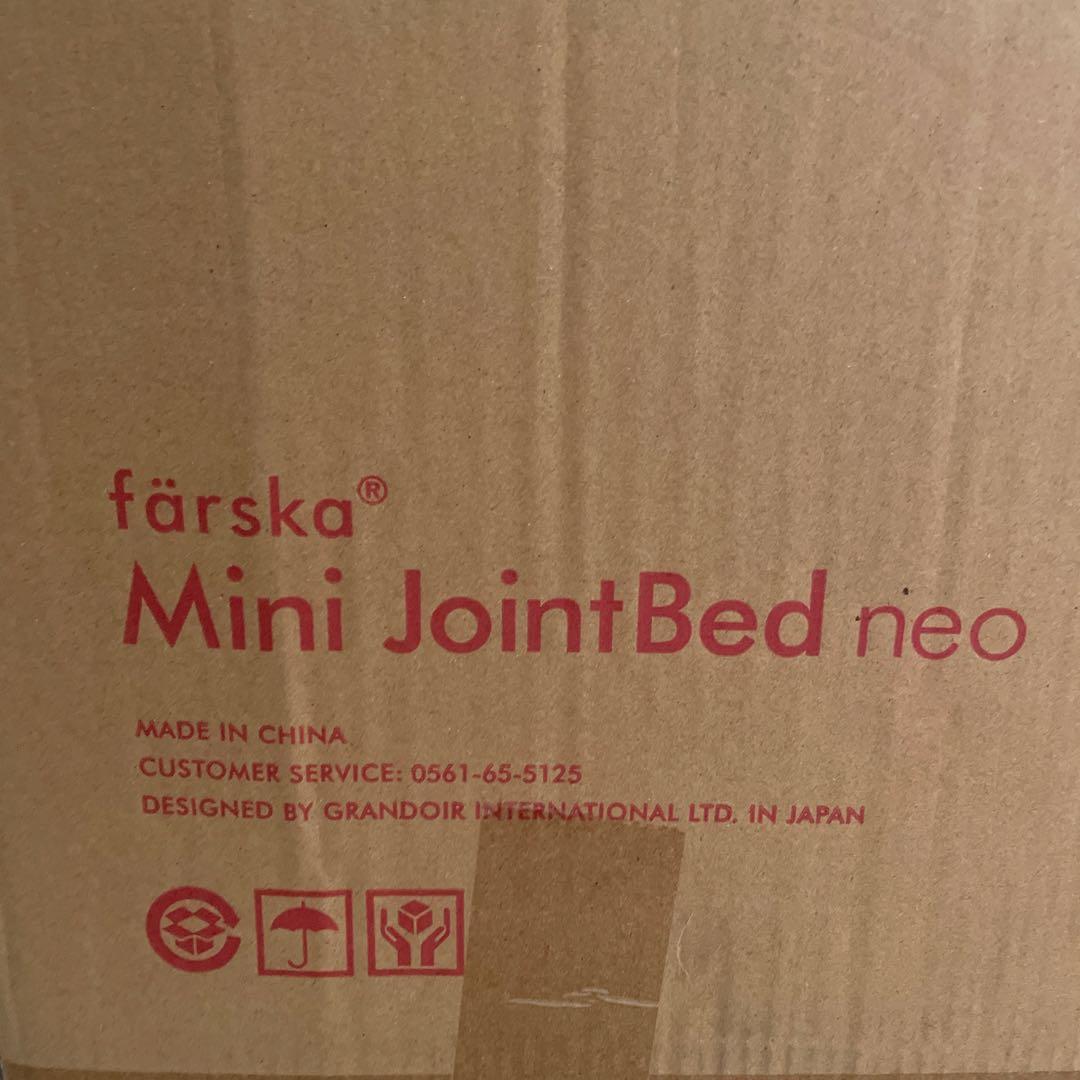 färska®
Mini JointBed neo
MADE IN CHINA
CUSTOMER SERVICE: 0561-65-5125
DESIGNED BY GRANDOIR INTERNATIONAL LTD. IN JAPAN